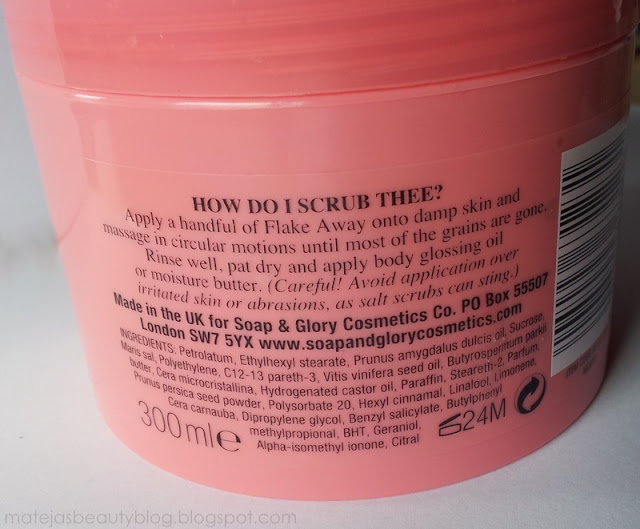 HOW DO I SCRUB THEE?
Apply a handful of Flake Away onto damp skin and
massage in circular motions until most of the grains are gone.
Rinse well, pat dry and apply body glossing oil
or moisture butter. (Careful! Avoid application over
irritated skin or abrasions, as salt scrubs can sting.)
Made in the UK for Soap & Glory Cosmetics Co. PO Box 55507
London SW7 5YX www.soapandglorycosmetics.com
INGREDIENTS: Petrolatum, Ethylhexyl stearate, Prunus amygdalus dulcis oil, Sucrose,
Maris sal, Polyethylene, C12-13 pareth-3, Vitis vinifera seed oil, Butyrospermum parkii
butter, Cera microcristallina, Hydrogenated castor oil, Paraffin, Steareth-2, Parfum,
Prunus persica seed powder, Polysorbate 20, Hexyl cinnamal, Linalool, Limonene,
Cera carnauba, Dipropylene glycol, Benzyl salicylate, Butylphenyl
methylpropional, BHT, Geraniol,
Alpha-isomethyl ionone, Citral
300ml℮
24M
matejasbeautyblog.blogspot.com